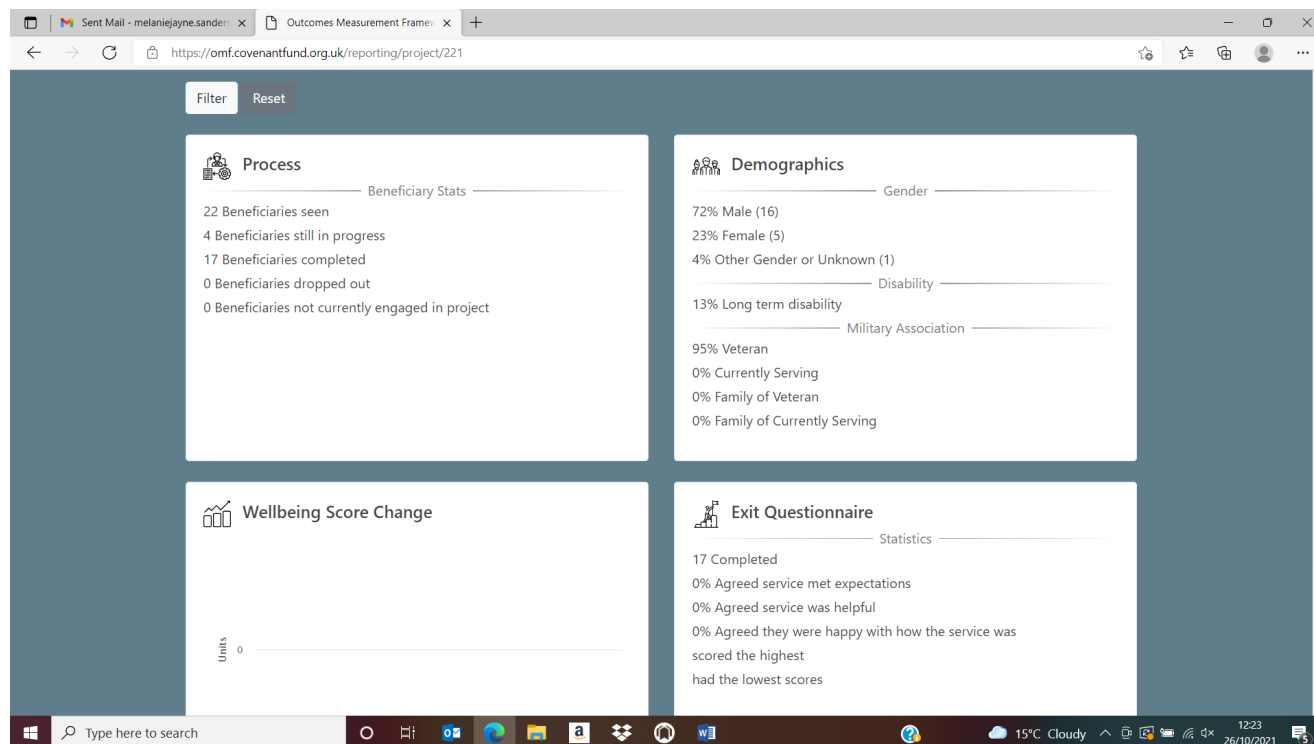 Sent Mail - melaniejayne.sanders
Outcomes Measurement Framew
https://omf.covenantfund.org.uk/reporting/project/221
Filter
Reset
Process
Beneficiary Stats
22 Beneficiaries seen
4 Beneficiaries still in progress
17 Beneficiaries completed
0 Beneficiaries dropped out
0 Beneficiaries not currently engaged in project
Demographics
Gender
72% Male (16)
23% Female (5)
4% Other Gender or Unknown (1)
Disability
13% Long term disability
Military Association
95% Veteran
0% Currently Serving
0% Family of Veteran
0% Family of Currently Serving
Wellbeing Score Change
Units
0
Exit Questionnaire
Statistics
17 Completed
0% Agreed service met expectations
0% Agreed service was helpful
0% Agreed they were happy with how the service was
scored the highest
had the lowest scores
Type here to search
15°C Cloudy
12:23
26/10/2021
5